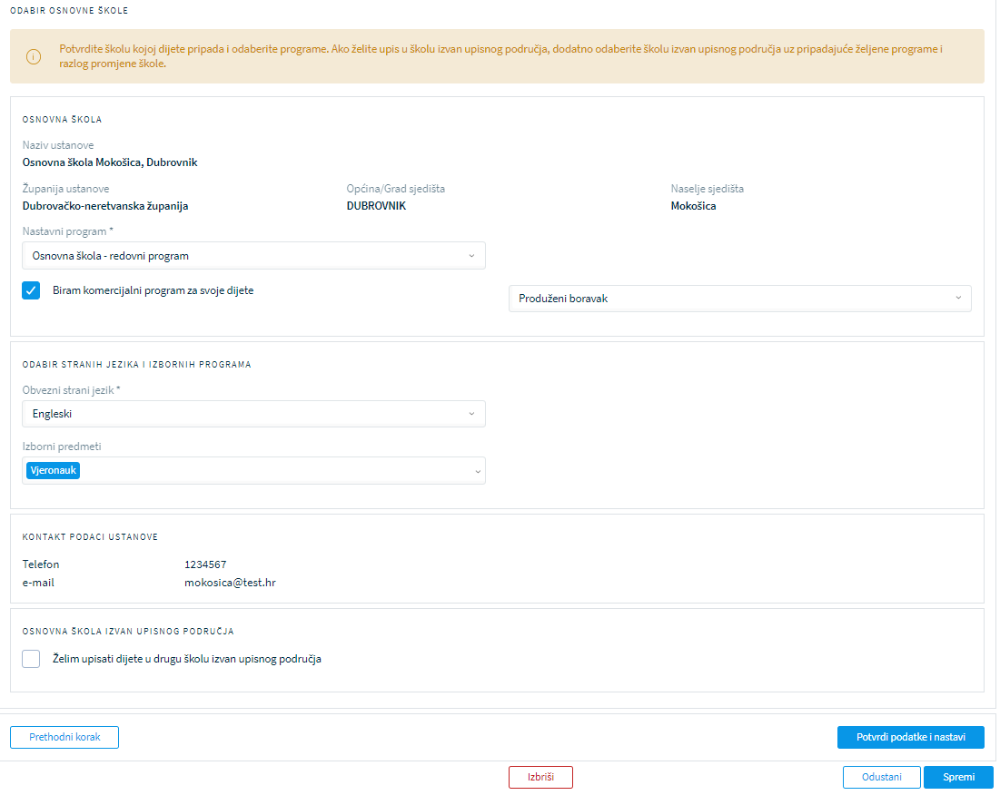 ODABIR OSNOVNE ŠKOLE
Potvrdite školu kojoj dijete pripada i odaberite programe. Ako želite upis u školu izvan upisnog područja, dodatno odaberite školu izvan upisnog područja uz pripadajuće željene programe i
razlog promjene škole.
OSNOVNA ŠKOLA
Naziv ustanove
Osnovna škola Mokošica, Dubrovnik
Županija ustanove
Općina/Grad sjedišta
Naselje sjedišta
Dubrovačko-neretvanska županija
DUBROVNIK
Mokošica
Nastavni program *
Osnovna škola - redovni program
Biram komercijalni program za svoje dijete
Produženi boravak
ODABIR STRANIH JEZIKA I IZBORNIH PROGRAMA
Obvezni strani jezik *
Engleski
Izborni predmeti
Vjeronauk
KONTAKT PODACI USTANOVE
Telefon 1234567
e-mail mokosica@test.hr
OSNOVNA ŠKOLA IZVAN UPISNOG PODRUČJA
Želim upisati dijete u drugu školu izvan upisnog područja
Prethodni korak
Potvrdi podatke i nastavi
Izbriši
Odustani
Spremi